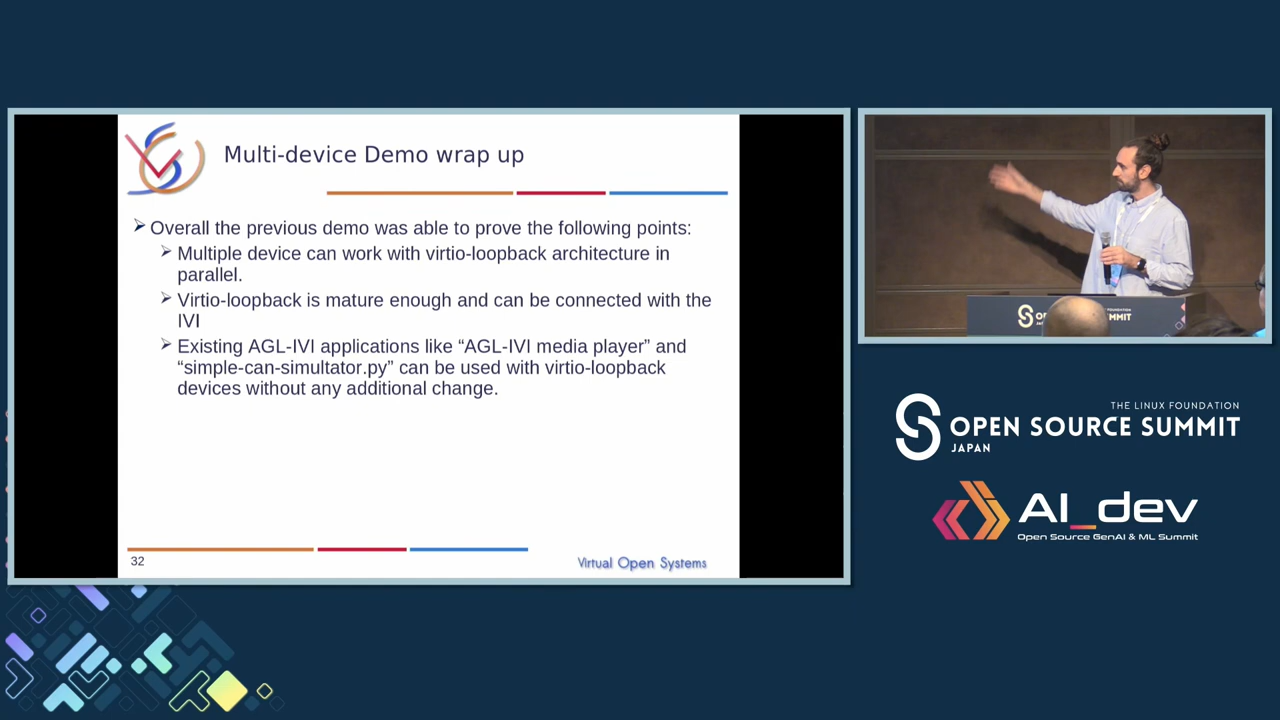 Multi-device Demo wrap up
Overall the previous demo was able to prove the following points:
Multiple device can work with virtio-loopback architecture in
parallel.
Virtio-loopback is mature enough and can be connected with the
IVI
Existing AGL-IVI applications like “AGL-IVI media player” and
“simple-can-simultator.py” can be used with virtio-loopback
devices without any additional change.
32
Virtual Open Systems
THE LINUX FOUNDATION
OPEN SOURCE SUMMIT
JAPAN
AI_dev
Open Source GenAI & ML Summit